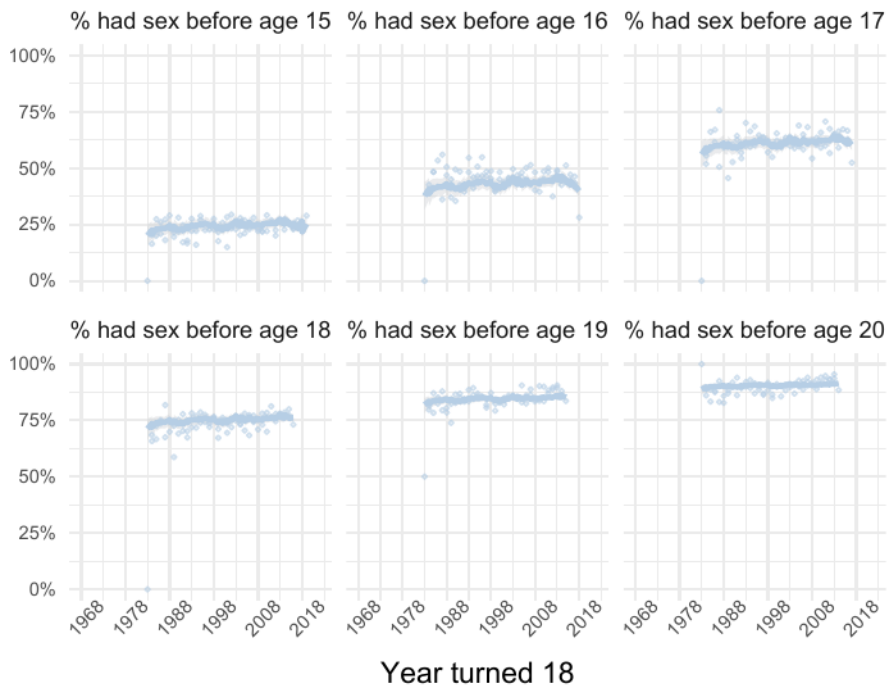 % had sex before age 15 % had sex before age 16 % had sex before age 17
100%
75%
50%
25%
0%
% had sex before age 18 % had sex before age 19 % had sex before age 20
100%
75%
50%
25%
0%
1968 1978 1988 1998 2008 2018 1968 1978 1988 1998 2008 2018 1968 1978 1988 1998 2008 2018
Year turned 18